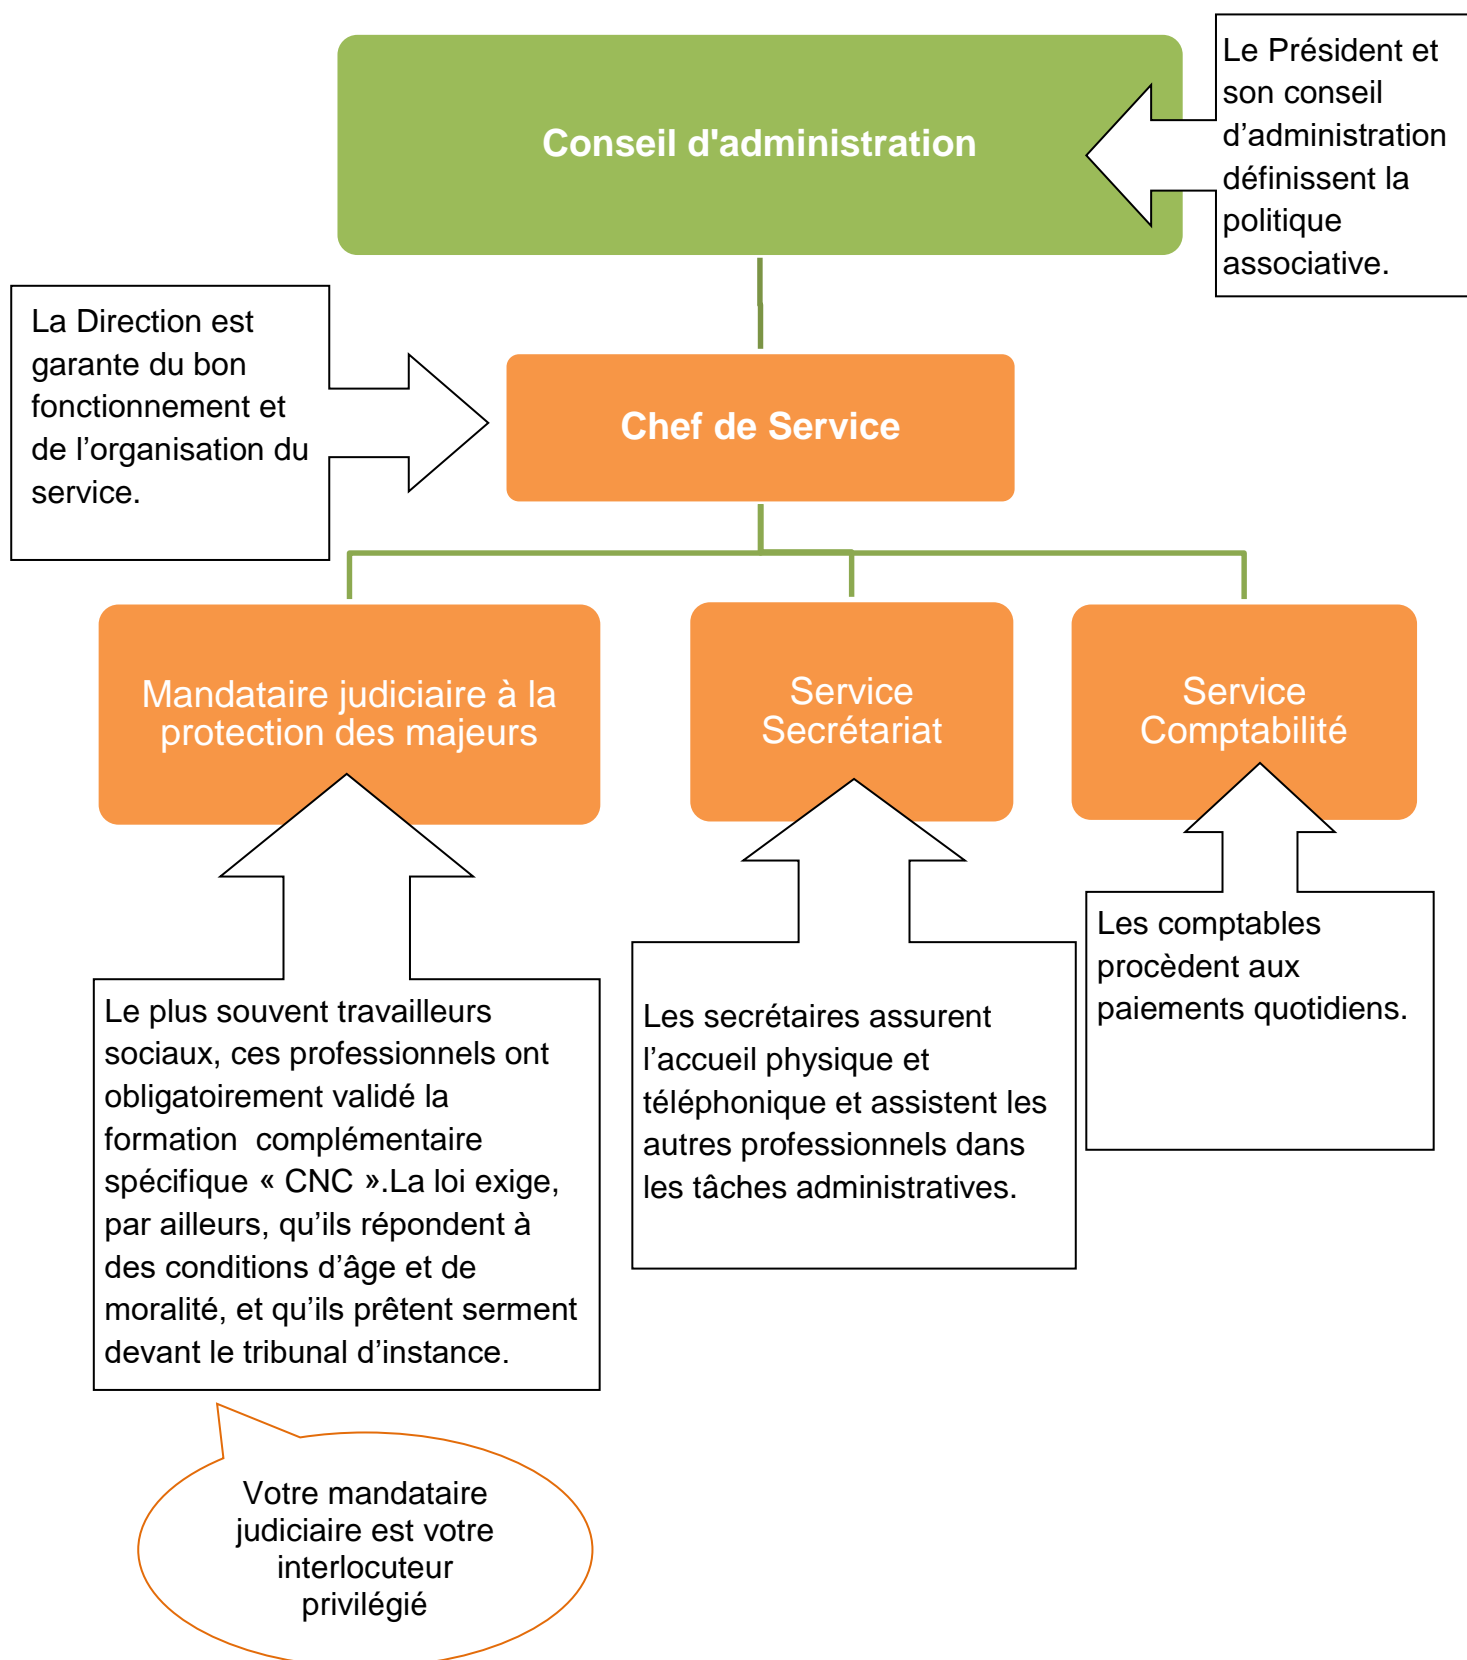 Conseil d'administration
Le Président et
son conseil
d’administration
définissent la
politique
associative.
La Direction est
garante du bon
fonctionnement et
de l’organisation du
service.
Chef de Service
Mandataire judiciaire à la
protection des majeurs
Service
Secrétariat
Service
Comptabilité
Le plus souvent travailleurs
sociaux, ces professionnels ont
obligatoirement validé la
formation  complémentaire
spécifique « CNC ».La loi exige,
par ailleurs, qu’ils répondent à
des conditions d’âge et de
moralité, et qu’ils prêtent serment
devant le tribunal d’instance.
Les secrétaires assurent
l’accueil physique et
téléphonique et assistent les
autres professionnels dans
les tâches administratives.
Les comptables
procèdent aux
paiements quotidiens.
Votre mandataire
judiciaire est votre
interlocuteur
privilégié